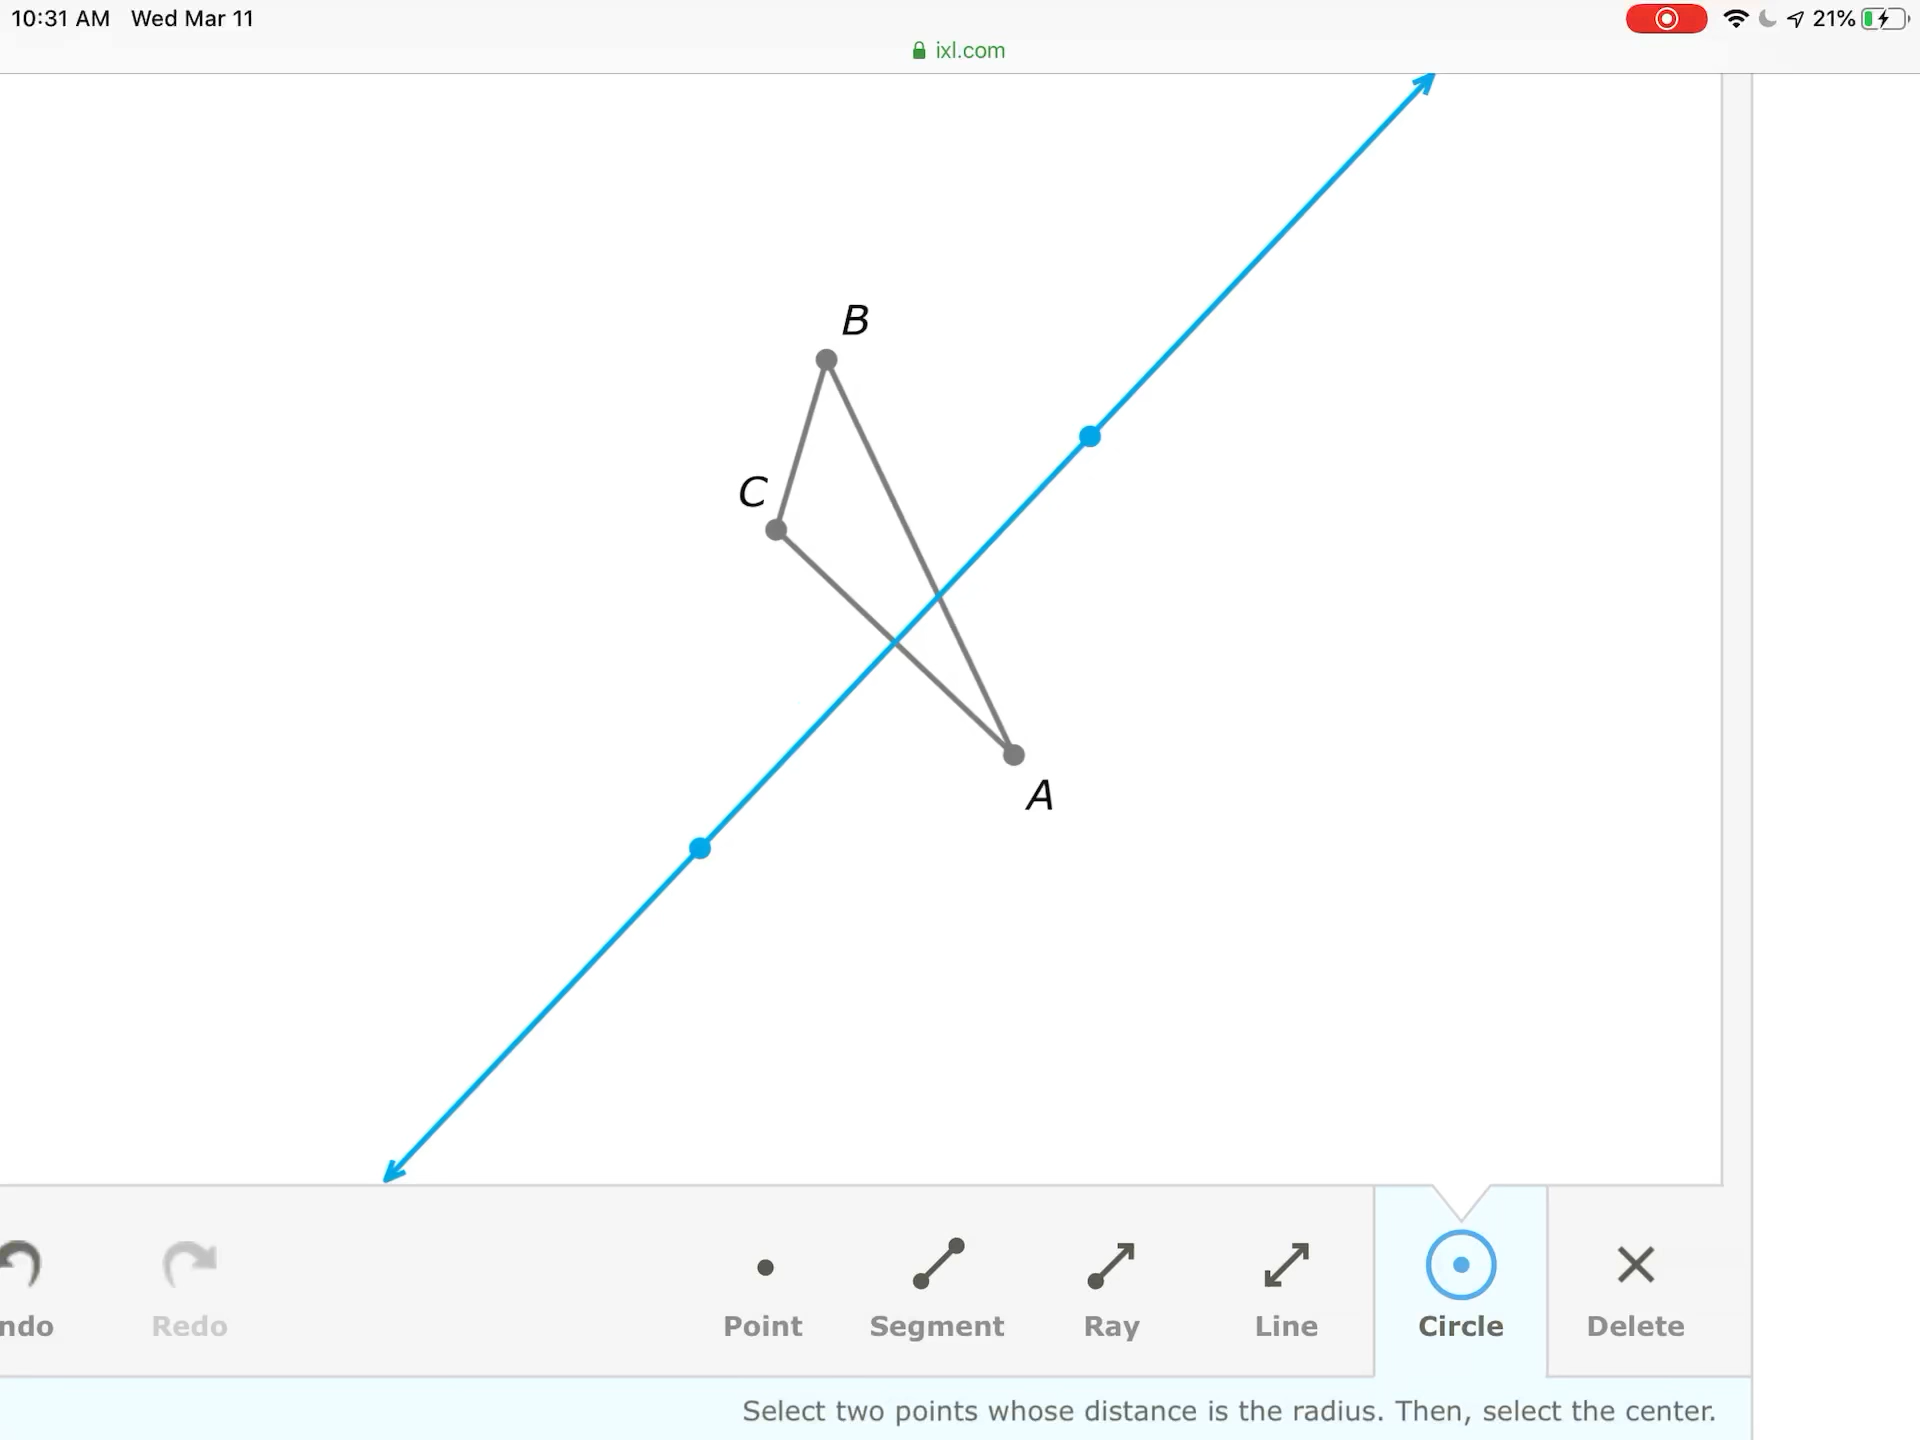 10:31 AM Wed Mar 11
21%
ixl.com
B
C
A
ndo
Redo
Point
Segment
Ray
Line
Circle
Delete
Select two points whose distance is the radius. Then, select the center.